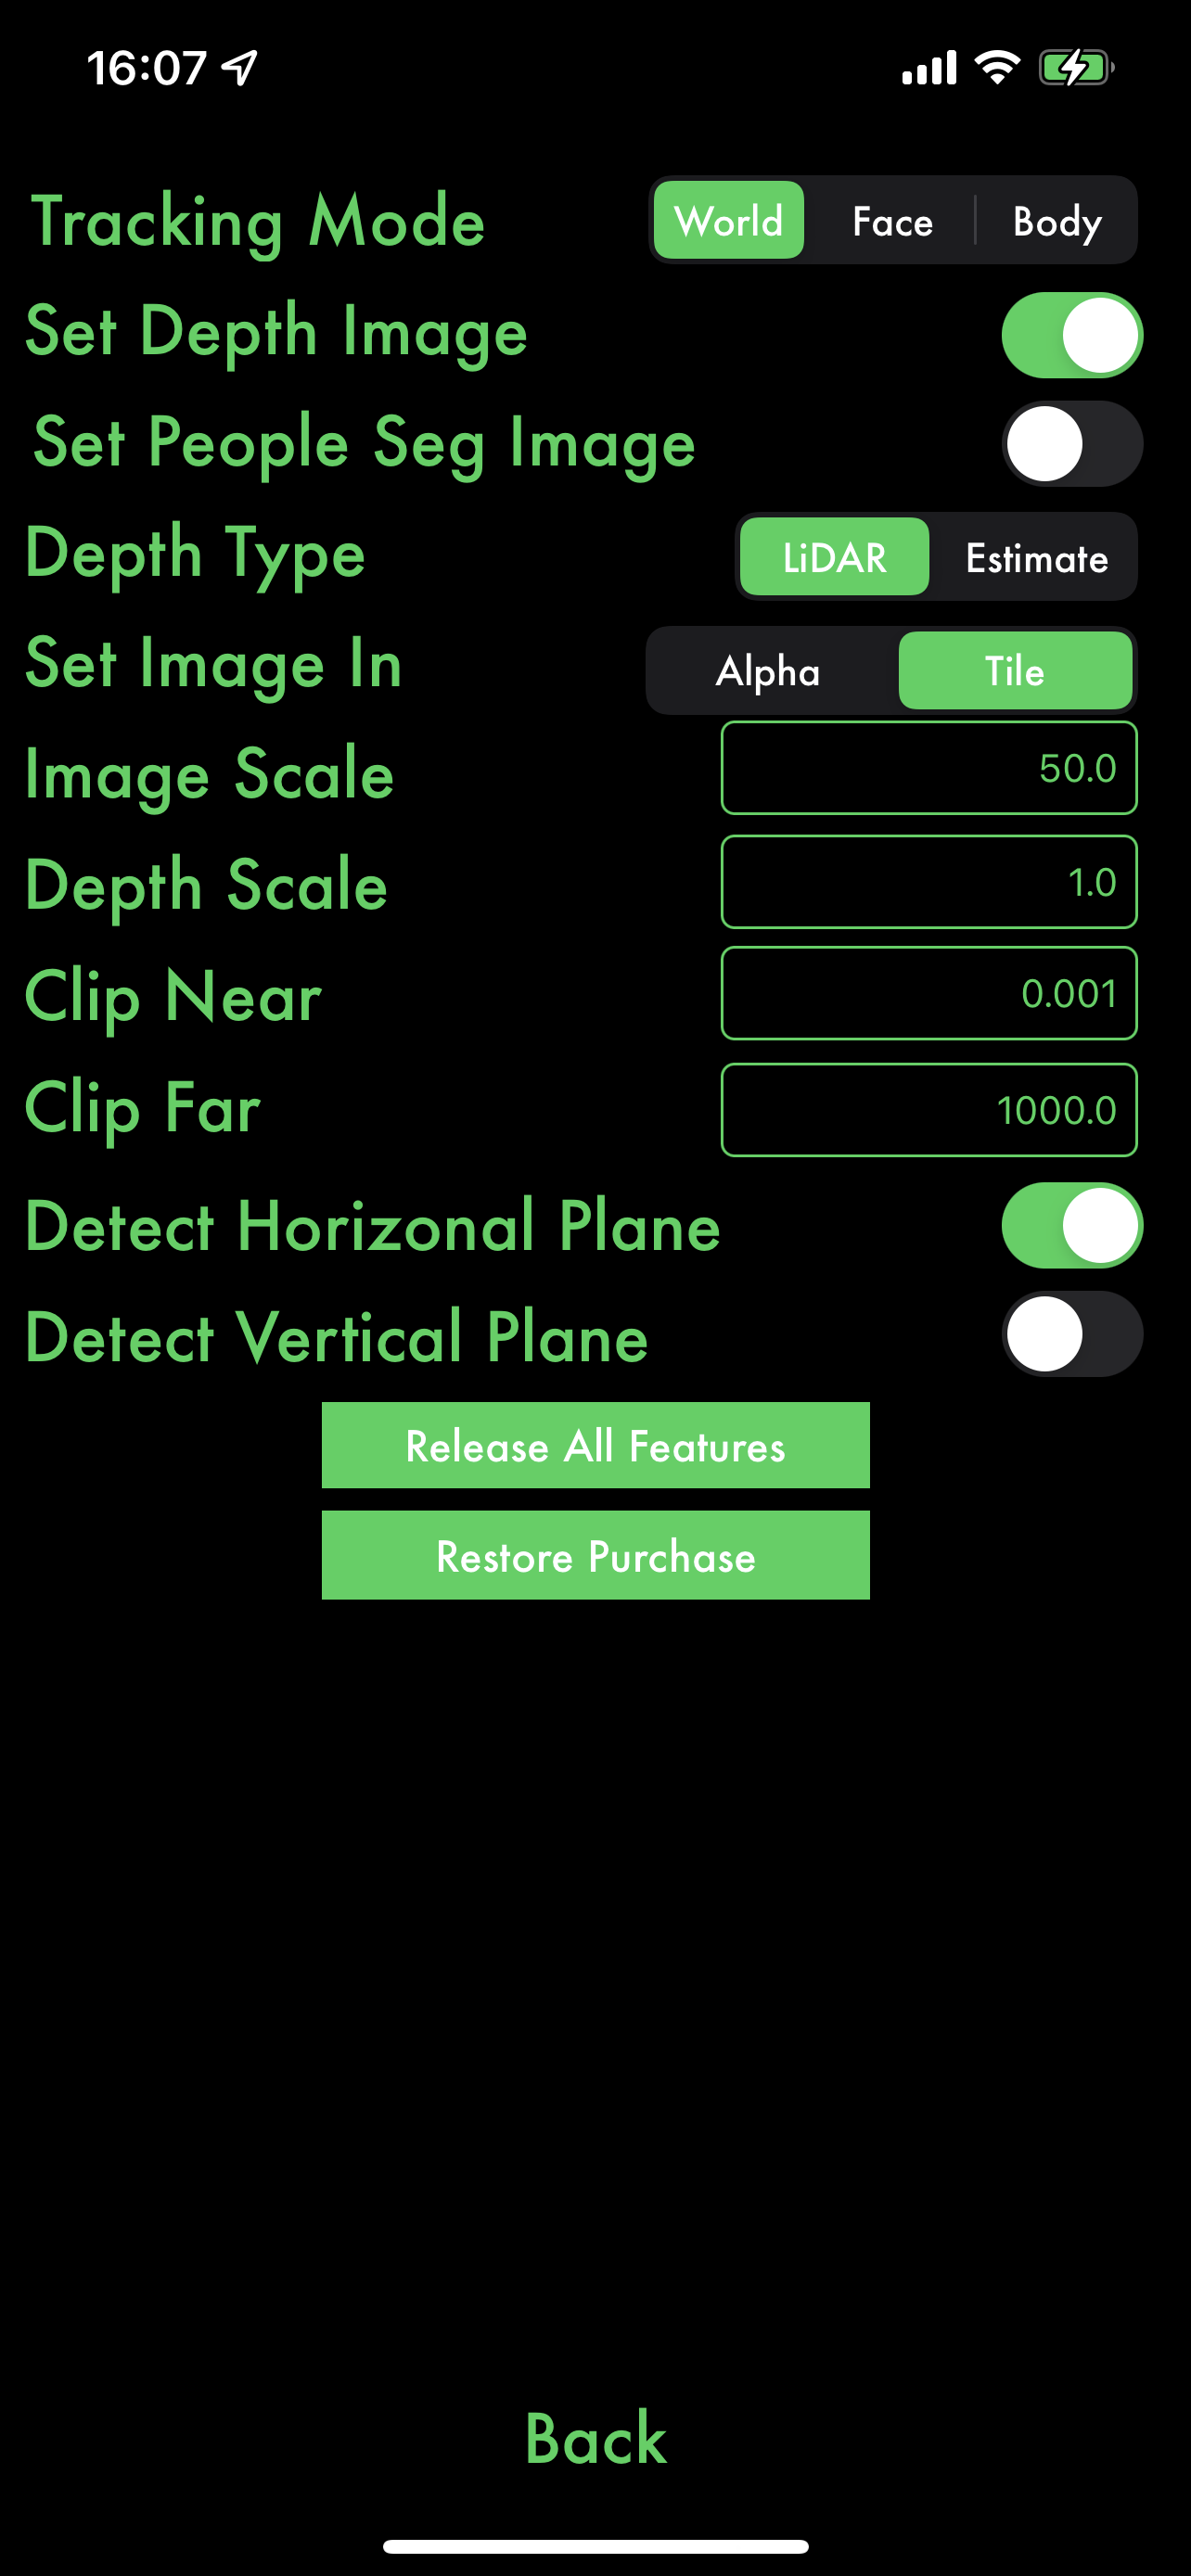 16:07
Tracking Mode World Face Body
Set Depth Image
Set People Seg Image
Depth Type LiDAR Estimate
Set Image In Alpha Tile
Image Scale 50.0
Depth Scale 1.0
Clip Near 0.001
Clip Far 1000.0
Detect Horizonal Plane
Detect Vertical Plane
Release All Features
Restore Purchase
Back